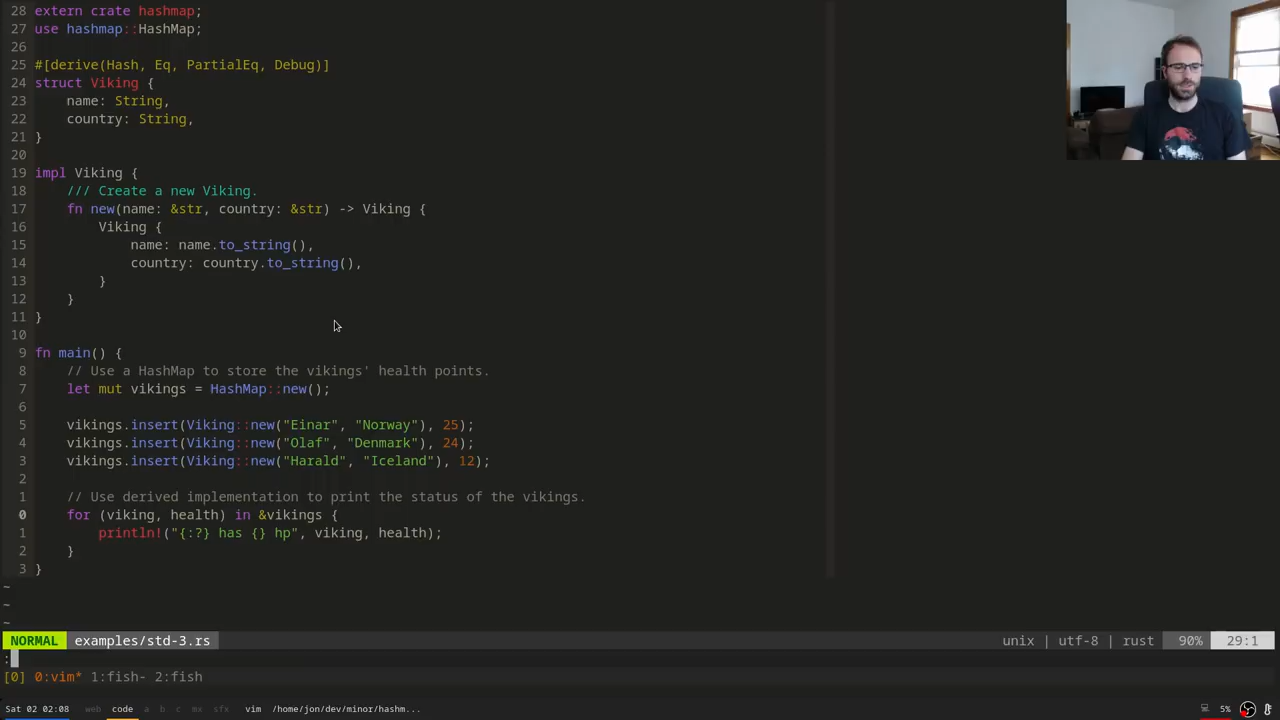 28 extern crate hashmap;
27 use hashmap::HashMap;
26
25 #[derive(Hash, Eq, PartialEq, Debug)]
24 struct Viking {
23     name: String,
22     country: String,
21 }
20
19 impl Viking {
18     /// Create a new Viking.
17     fn new(name: &str, country: &str) -> Viking {
16         Viking {
15             name: name.to_string(),
14             country: country.to_string(),
13         }
12     }
11 }
10
9 fn main() {
8     // Use a HashMap to store the vikings' health points.
7     let mut vikings = HashMap::new();
6
5     vikings.insert(Viking::new("Einar", "Norway"), 25);
4     vikings.insert(Viking::new("Olaf", "Denmark"), 24);
3     vikings.insert(Viking::new("Harald", "Iceland"), 12);
2
1     // Use derived implementation to print the status of the vikings.
0     for (viking, health) in &vikings {
1         println!("{:?} has {} hp", viking, health);
2     }
3 }
~
~
~
NORMAL examples/std-3.rs unix | utf-8 | rust 90% 29:1
:
[0] 0:vim* 1:fish- 2:fish
Sat 02 02:08 web code a b c ms sfx vim /home/jon/dev/minor/hashm... 5%